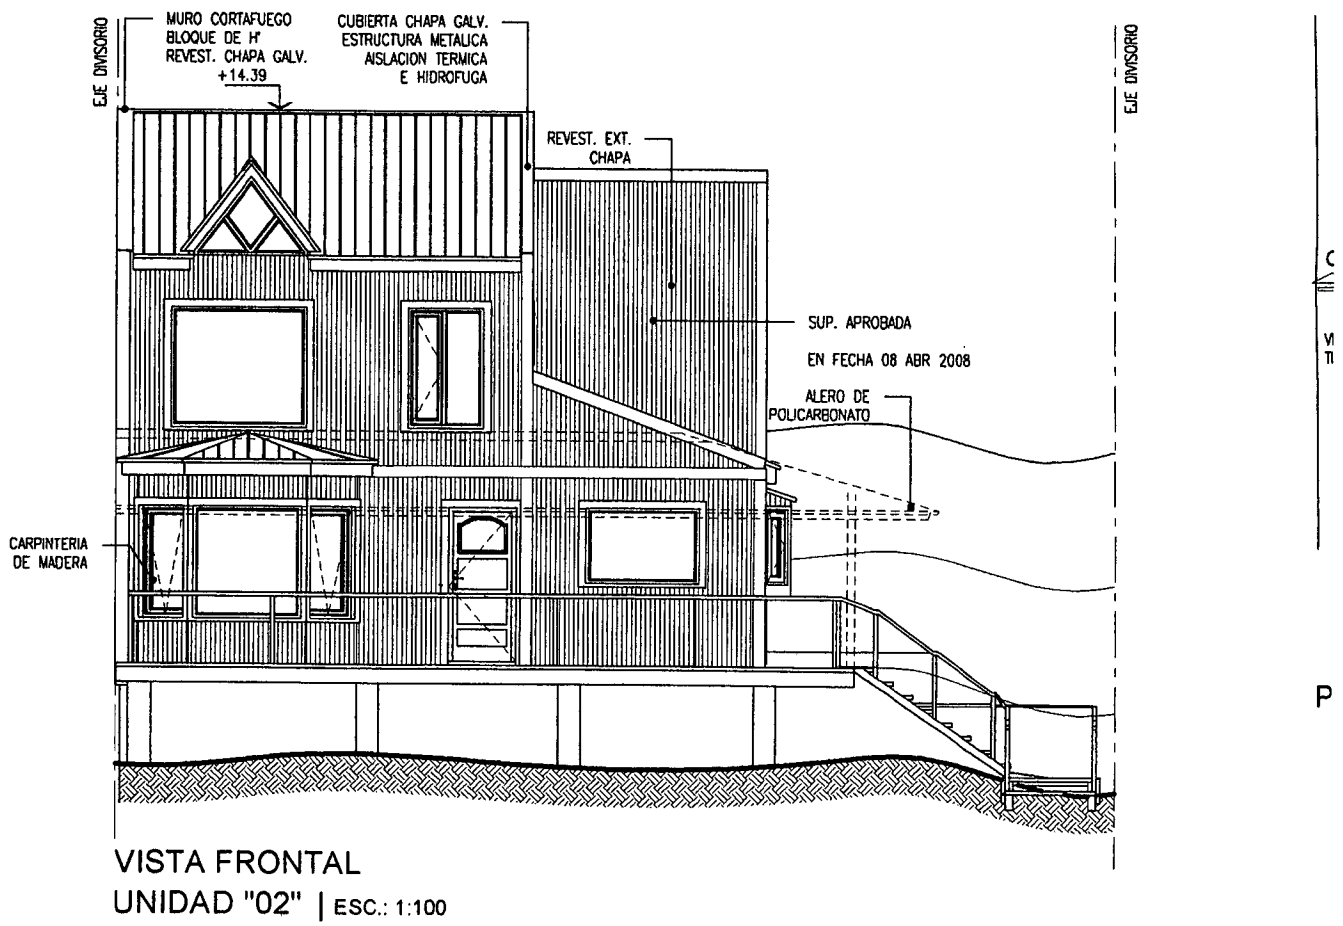 EJE DIVISORIO
MURO CORTAFUEGO
BLOQUE DE Hº
REVEST. CHAPA GALV.
+14.39
CUBIERTA CHAPA GALV.
ESTRUCTURA METALICA
AISLACION TERMICA
E HIDROFUGA
EJE DIVISORIO
REVEST. EXT.
CHAPA
SUP. APROBADA
EN FECHA 08 ABR 2008
ALERO DE
POLICARBONATO
CARPINTERIA
DE MADERA
P
VISTA FRONTAL
UNIDAD "02" | ESC.: 1:100